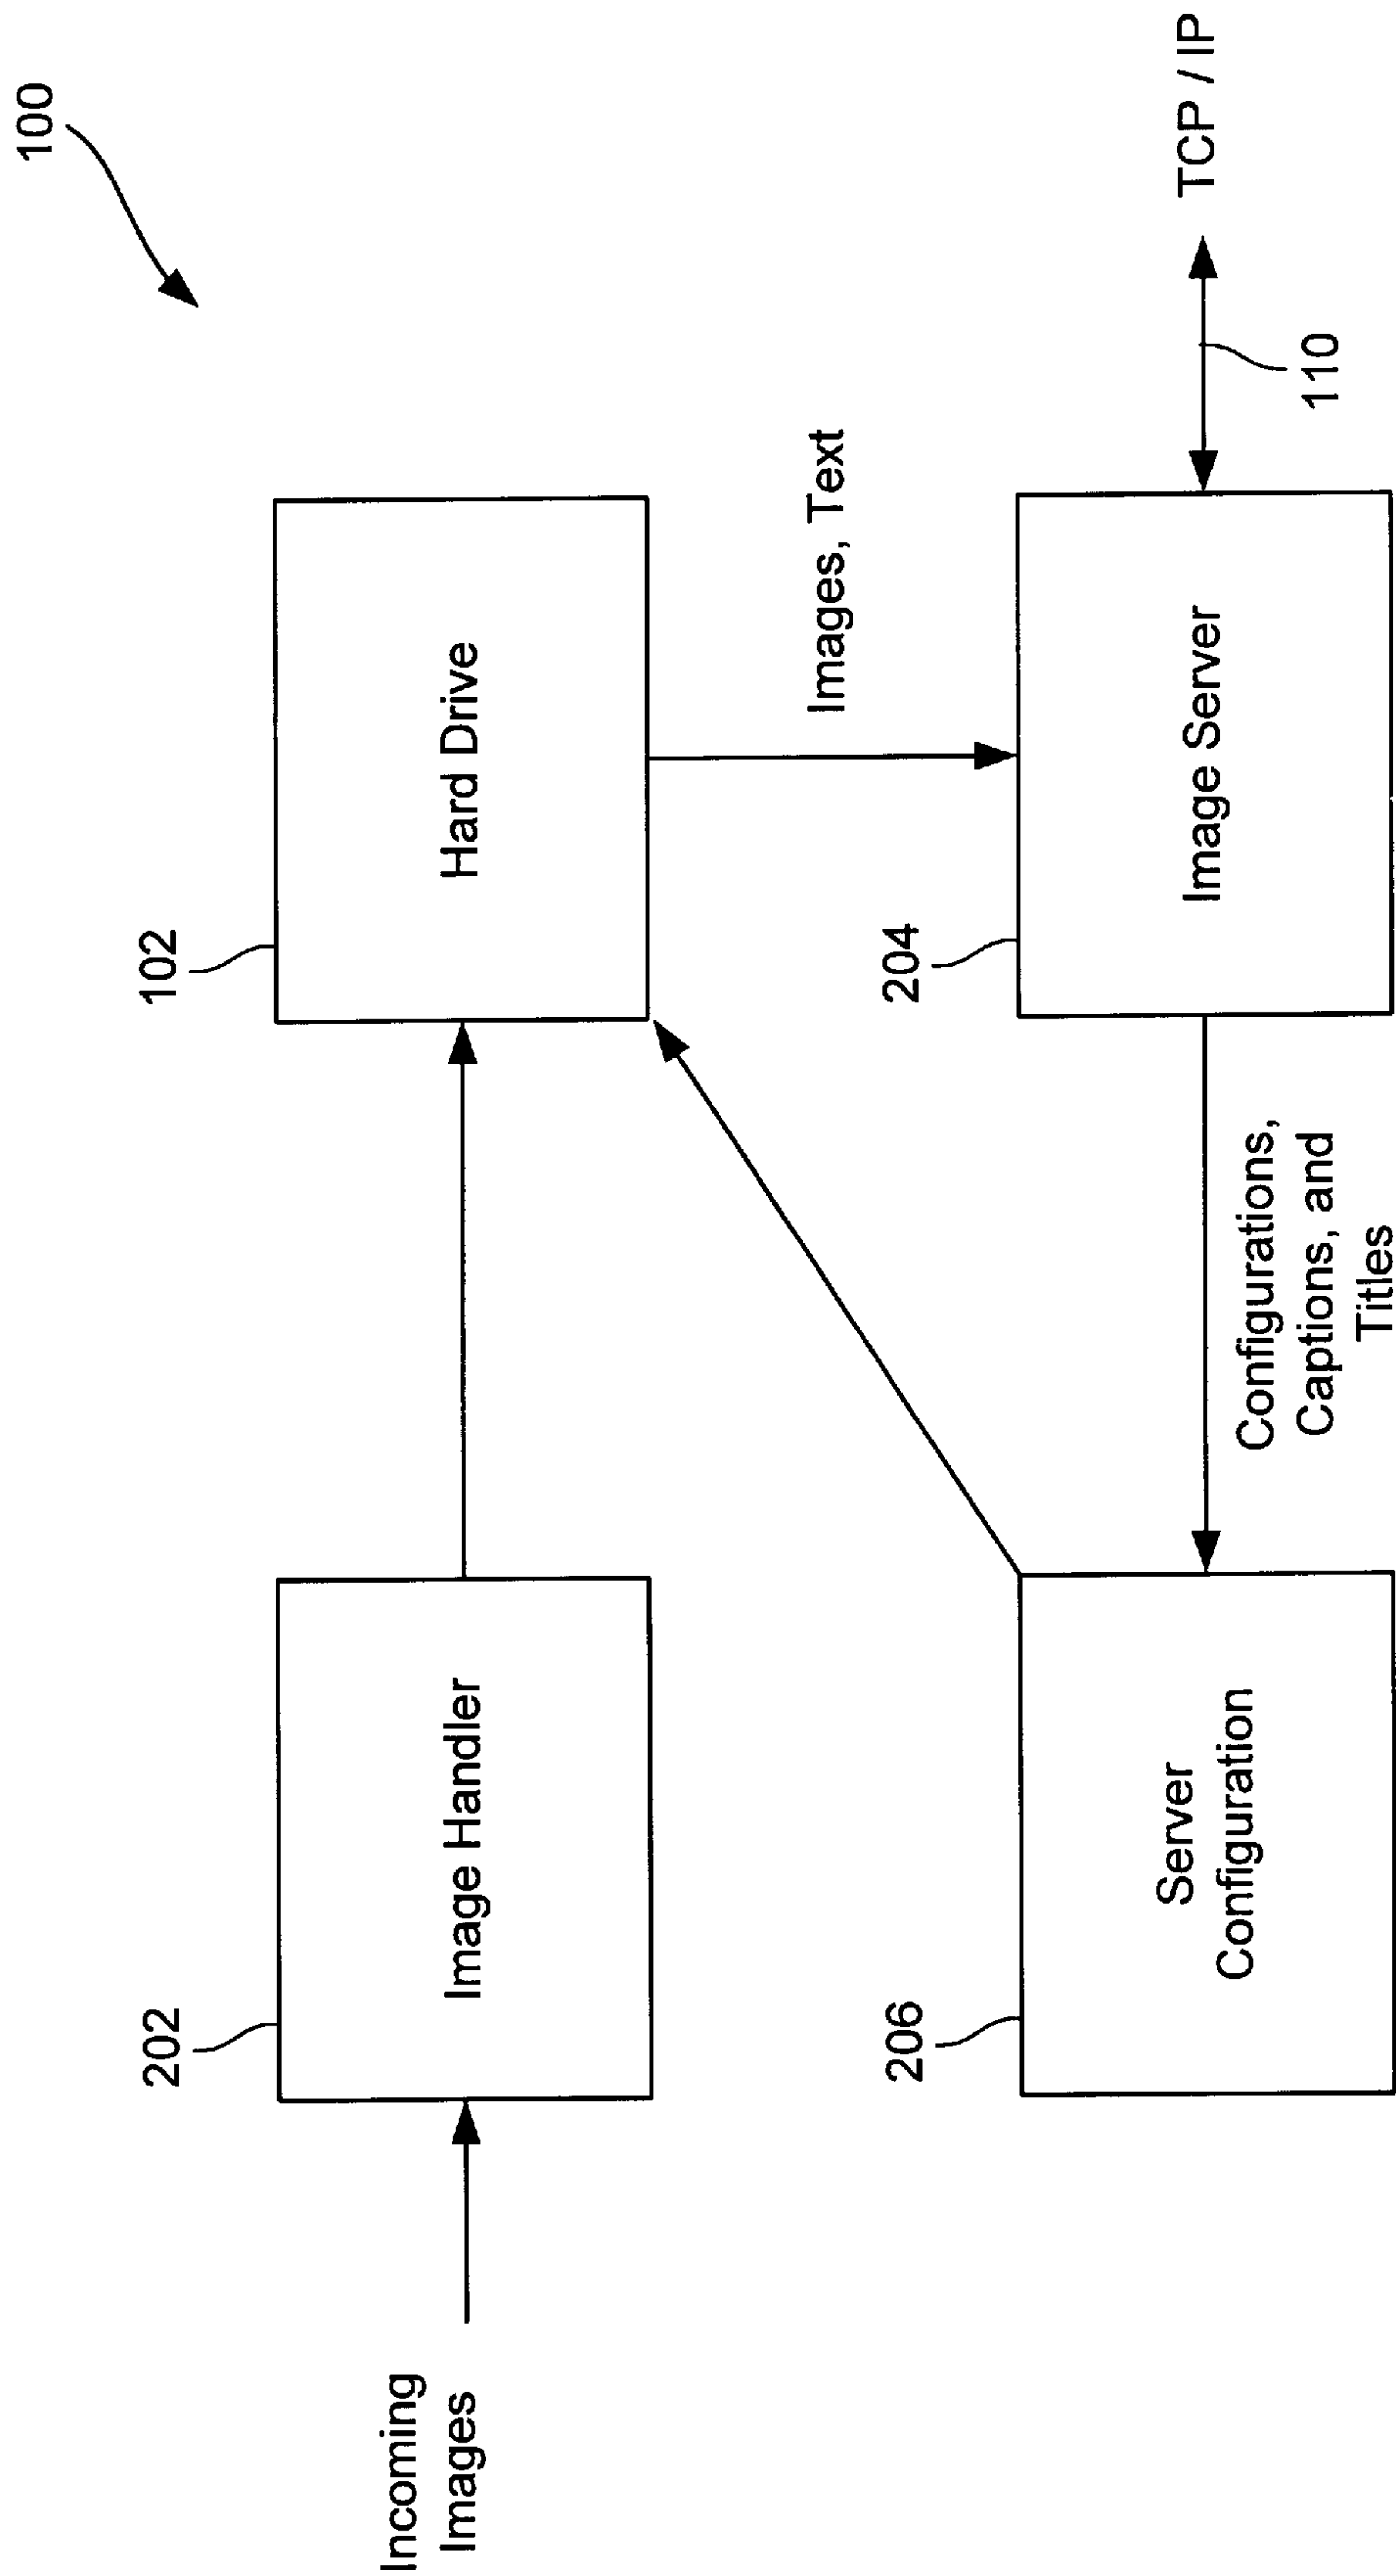 100
202
Incoming
Images
Image Handler
102
Hard Drive
Images, Text
206
Server
Configuration
Configurations,
Captions, and
Titles
204
Image Server
TCP / IP
110